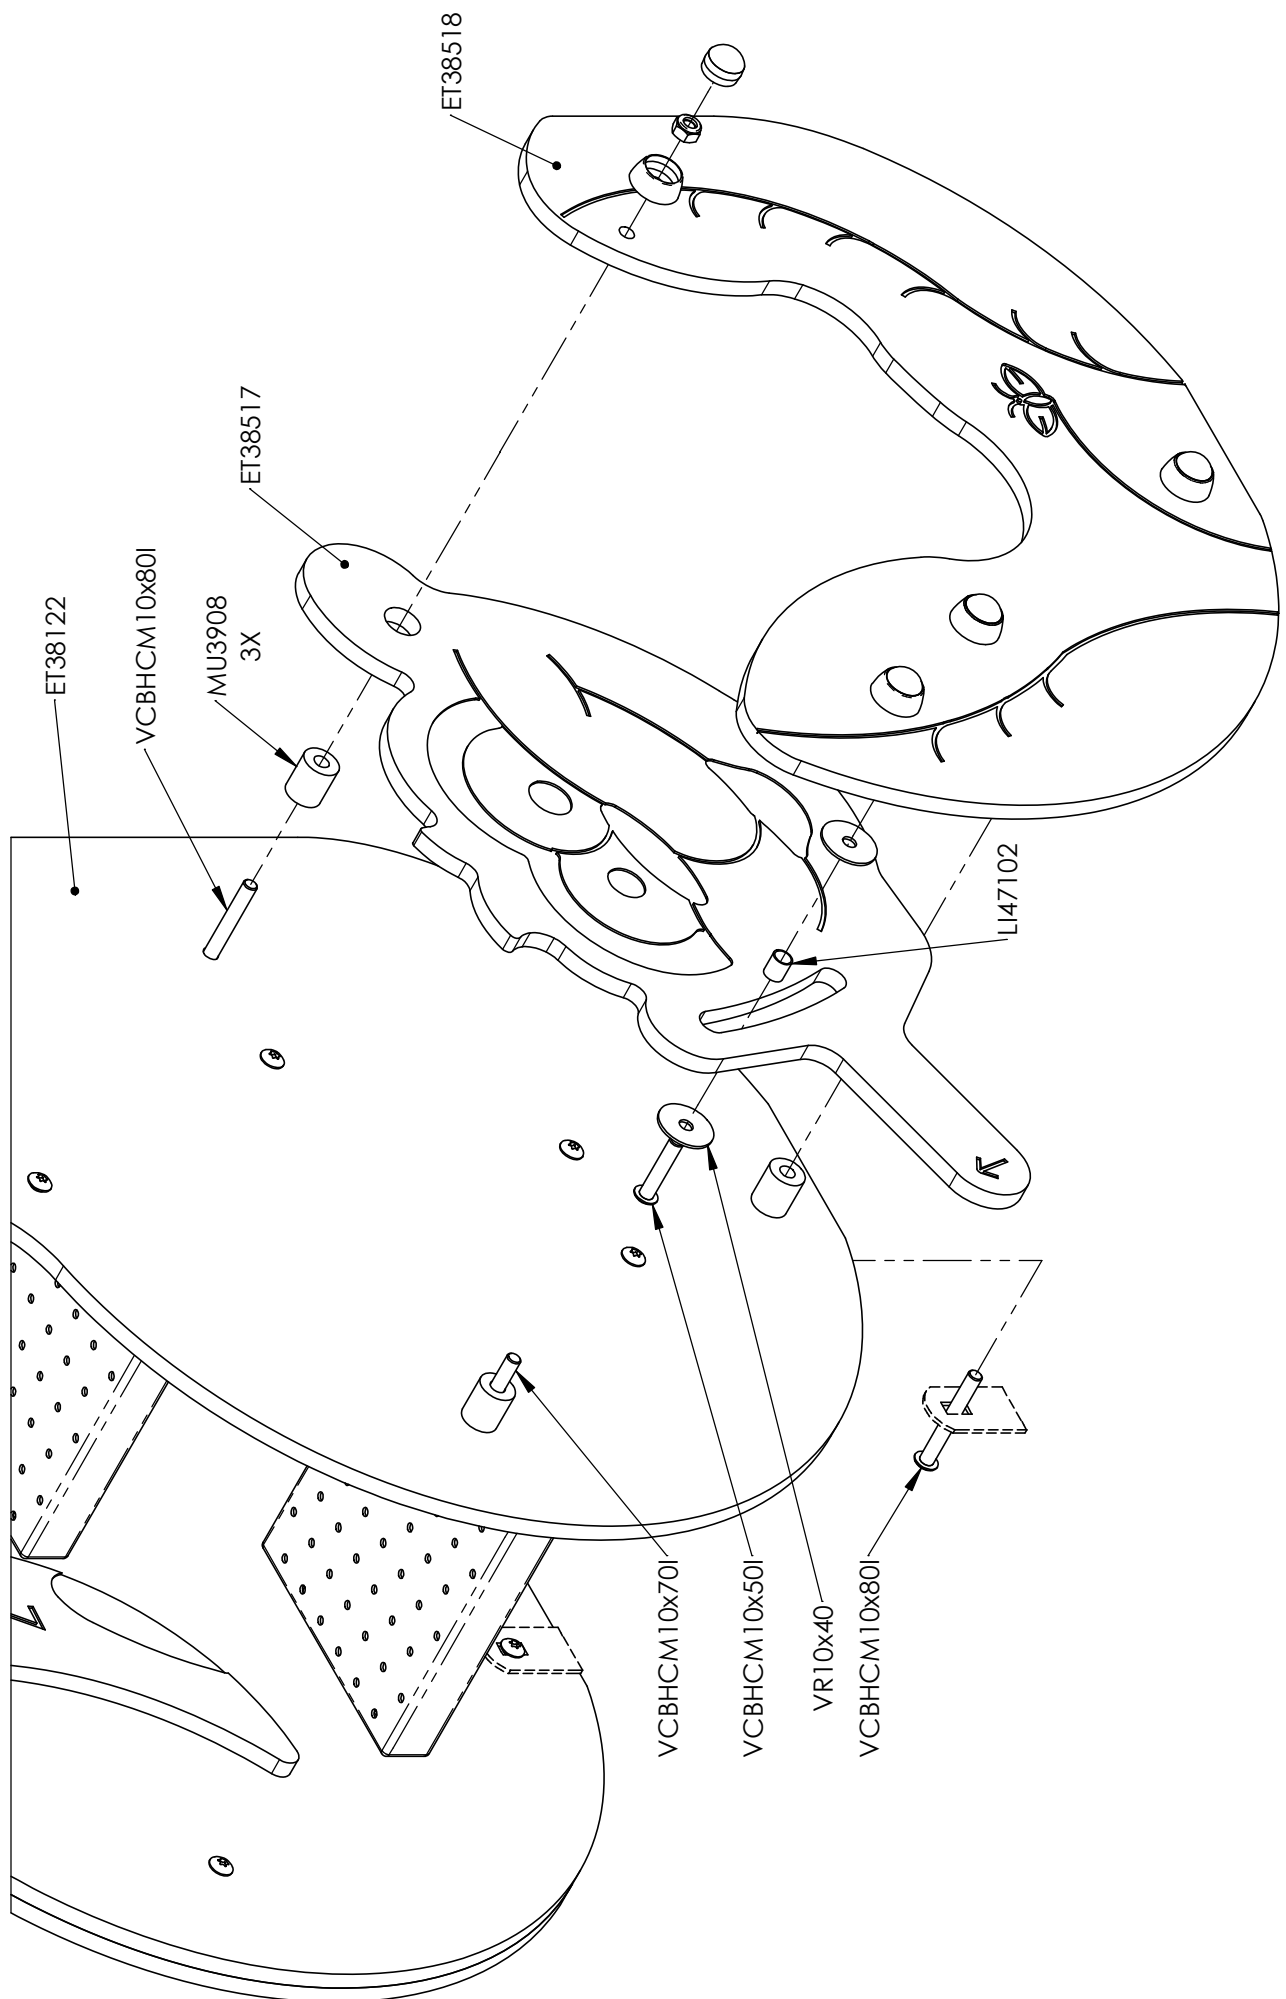 ET38518
ET38517
ET38122
VCBHCM10x80I
MU3908
3X
LI47102
VCBHCM10x70I
VCBHCM10x50I
VR10x40
VCBHCM10x80I